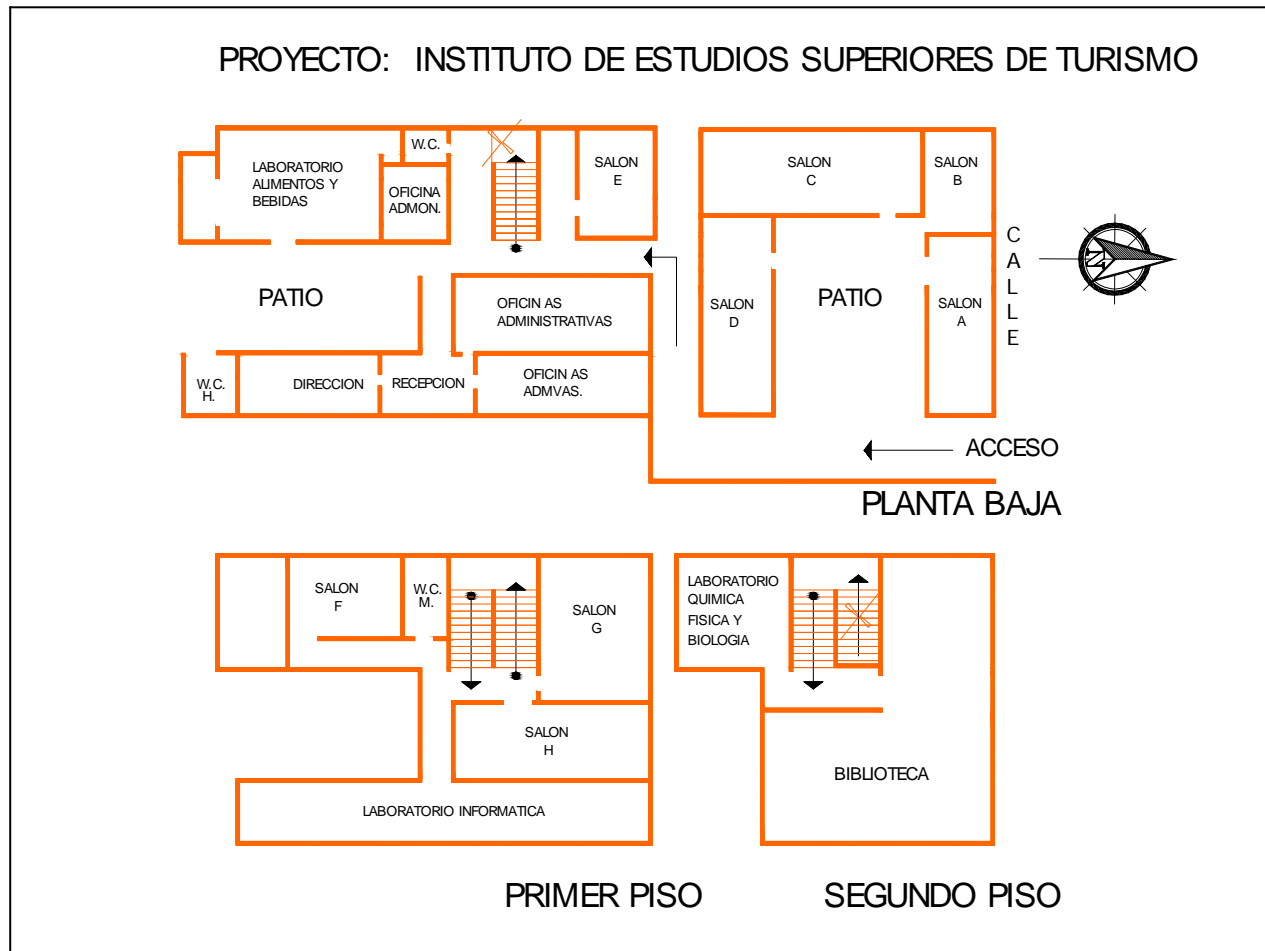 PROYECTO: INSTITUTO DE ESTUDIOS SUPERIORES DE TURISMO
W.C.
LABORATORIO
ALIMENTOS Y
BEBIDAS
OFICINA
ADMON.
SALON
E
SALON
C
SALON
B
CALLE
N
PATIO
OFICIN AS
ADMINISTRATIVAS
SALON
D
PATIO
SALON
A
W.C.
H.
DIRECCION
RECEPCION
OFICIN AS
ADMVAS.
ACCESO
PLANTA BAJA
SALON
F
W.C.
M.
SALON
G
SALON
H
LABORATORIO INFORMATICA
LABORATORIO
QUIMICA
FISICA Y
BIOLOGIA
BIBLIOTECA
PRIMER PISO
SEGUNDO PISO